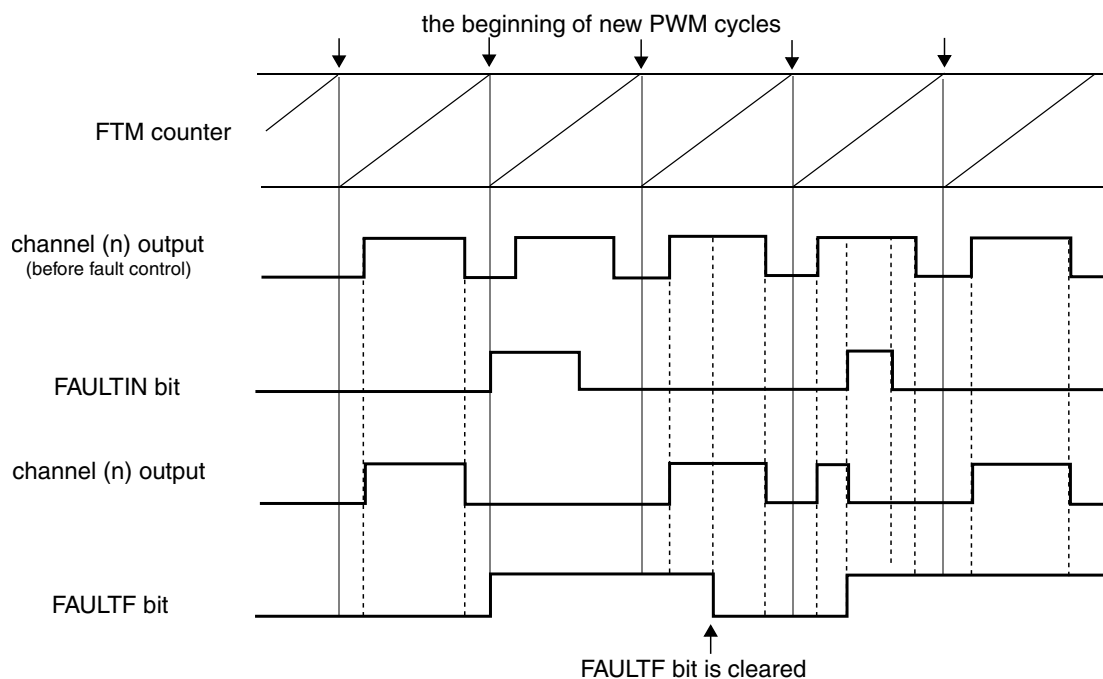 the beginning of new PWM cycles
FTM counter
channel (n) output
(before fault control)
FAULTIN bit
channel (n) output
FAULTF bit
FAULTF bit is cleared